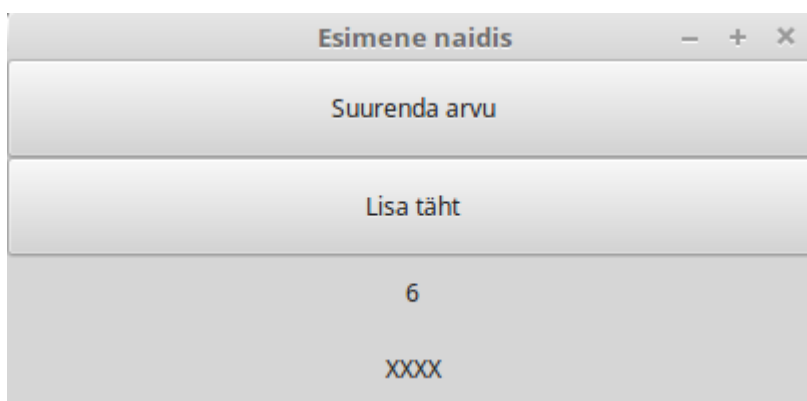 Esimene naidis
Suurenda arvu
Lisa täht
6
XXXX